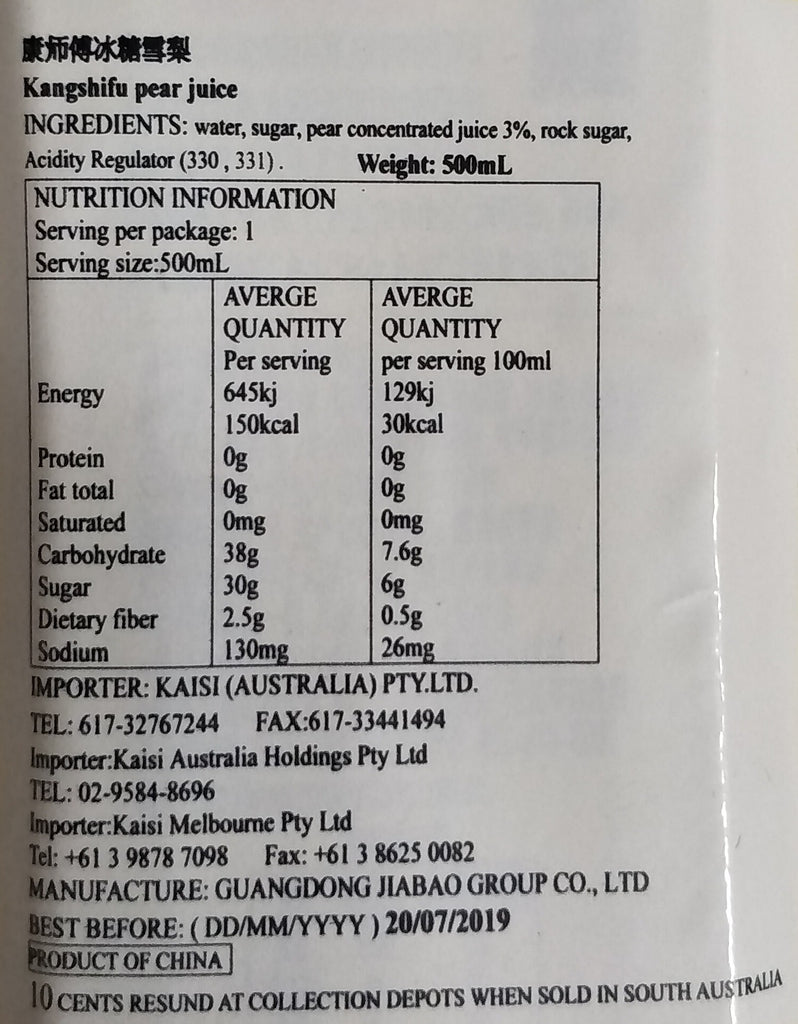 康师傅冰糖雪梨
Kangshifu pear juice
INGREDIENTS: water, sugar, pear concentrated juice 3%, rock sugar,
Acidity Regulator (330 , 331) . Weight: 500mL
NUTRITION INFORMATION
Serving per package: 1
Serving size:500mL
AVERGE AVERGE
QUANTITY QUANTITY
Per serving per serving 100ml
Energy 645kj 129kj
150kcal 30kcal
Protein 0g 0g
Fat total 0g 0g
Saturated 0mg 0mg
Carbohydrate 38g 7.6g
Sugar 30g 6g
Dietary fiber 2.5g 0.5g
Sodium 130mg 26mg
IMPORTER: KAISI (AUSTRALIA) PTY.LTD.
TEL: 617-32767244 FAX:617-33441494
Importer:Kaisi Australia Holdings Pty Ltd
TEL: 02-9584-8696
Importer:Kaisi Melbourne Pty Ltd
Tel: +61 3 9878 7098 Fax: +61 3 8625 0082
MANUFACTURE: GUANGDONG JIABAO GROUP CO., LTD
BEST BEFORE: ( DD/MM/YYYY ) 20/07/2019
PRODUCT OF CHINA
10 CENTS RESUND AT COLLECTION DEPOTS WHEN SOLD IN SOUTH AUSTRALIA